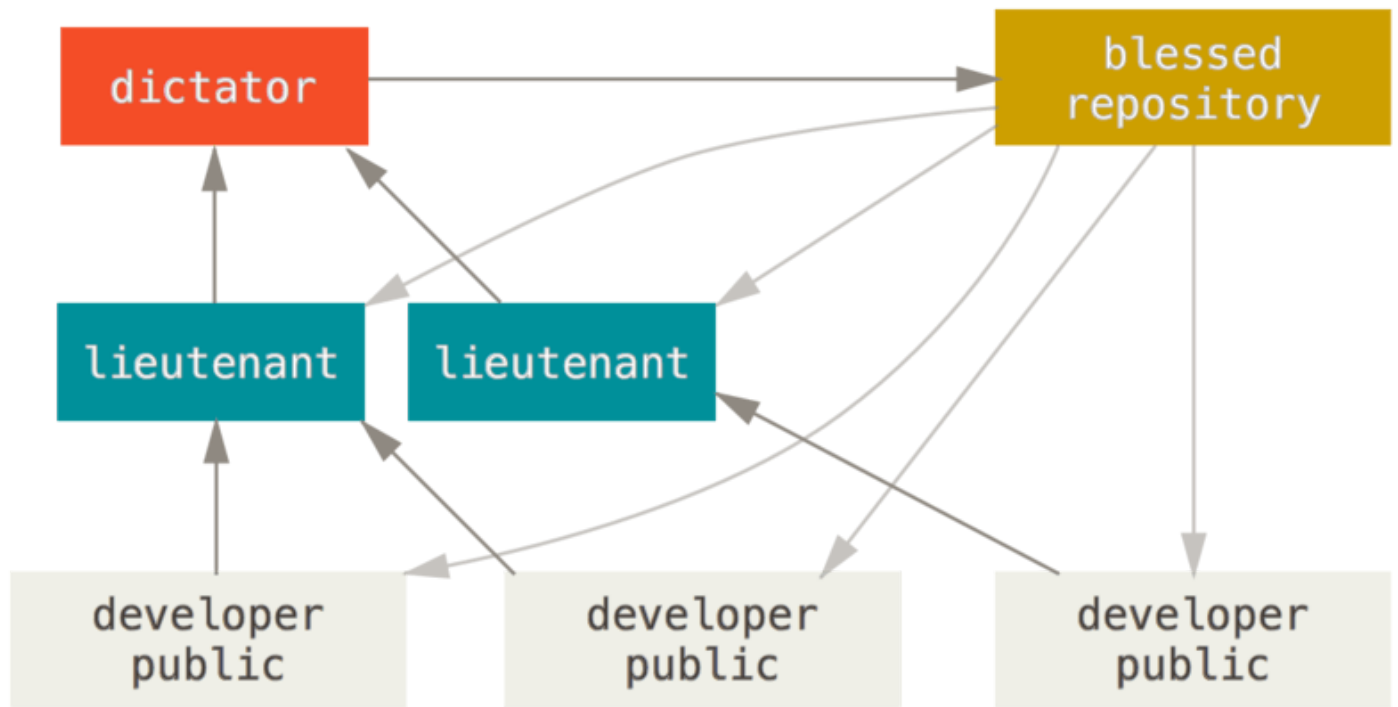 dictator
blessed
repository
lieutenant
lieutenant
developer
public
developer
public
developer
public